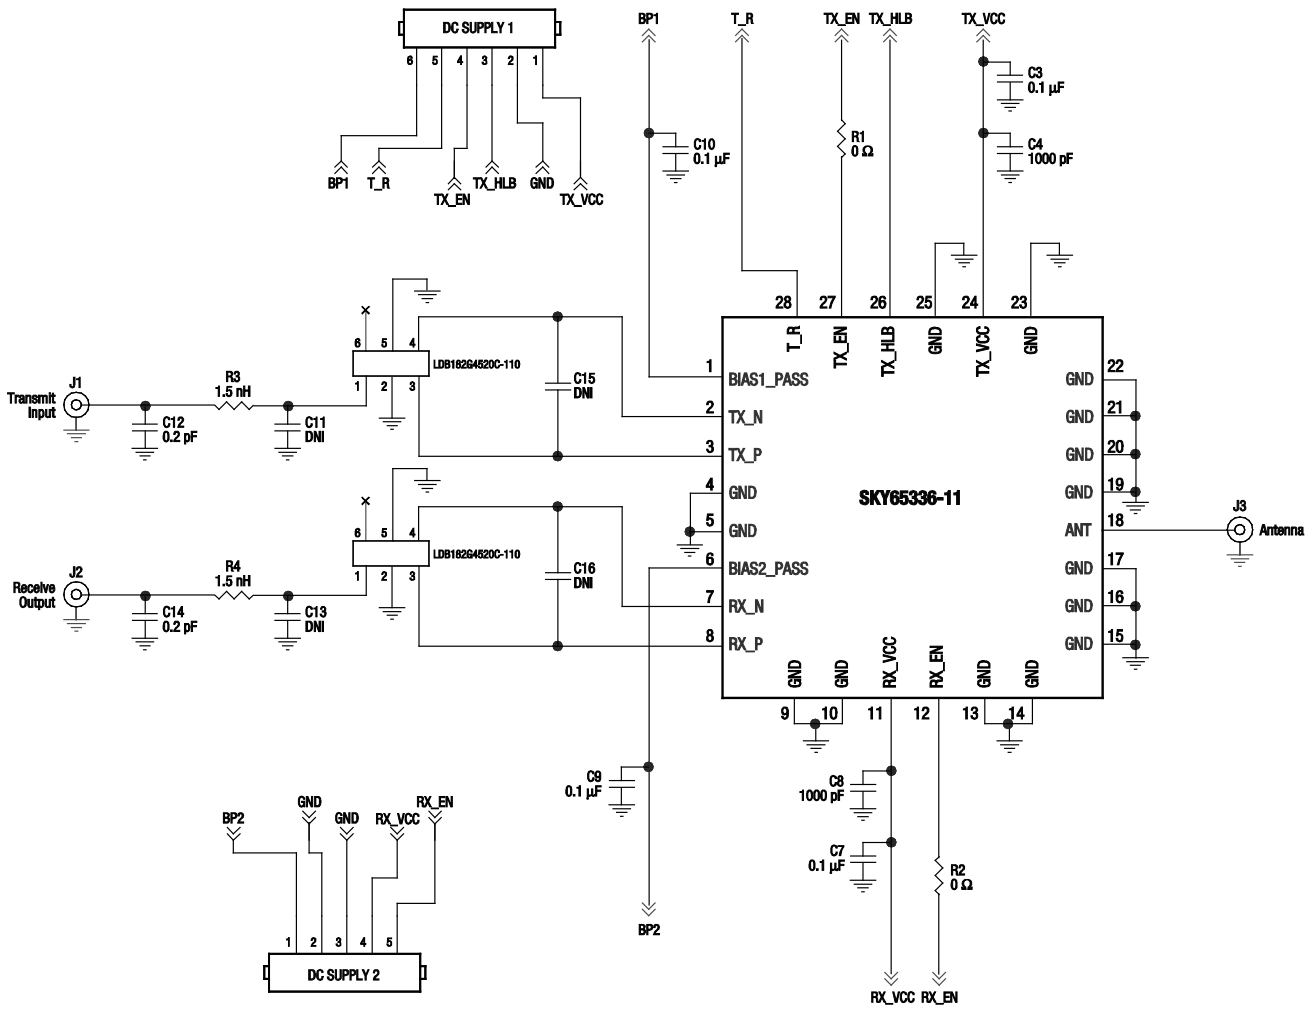 DC SUPPLY 1
6 5 4 3 2 1
BP1 T_R TX_EN TX_HLB GND TX_VCC
BP1 T_R TX_EN TX_HLB TX_VCC
C3
0.1 µF
C4
1000 pF
C10
0.1 µF
R1
0 Ω
28 27 26 25 24 23
T_R TX_EN TX_HLB GND TX_VCC GND
1 BIAS1_PASS
2 TX_N
3 TX_P
4 GND
5 GND
6 BIAS2_PASS
7 RX_N
8 RX_P
SKY65336-11
22 GND
21 GND
20 GND
19 GND
18 ANT
17 GND
16 GND
15 GND
GND GND RX_VCC RX_EN GND GND
9 10 11 12 13 14
J3
Antenna
J1
Transmit
Input
C12
0.2 pF
R3
1.5 nH
C11
DNI
6 5 4
LDB182G4520C-110
1 2 3
C15
DNI
J2
Receive
Output
C14
0.2 pF
R4
1.5 nH
C13
DNI
6 5 4
LDB182G4520C-110
1 2 3
C16
DNI
C9
0.1 µF
BP2
C8
1000 pF
C7
0.1 µF
R2
0 Ω
RX_VCC RX_EN
BP2 GND GND RX_VCC RX_EN
1 2 3 4 5
DC SUPPLY 2